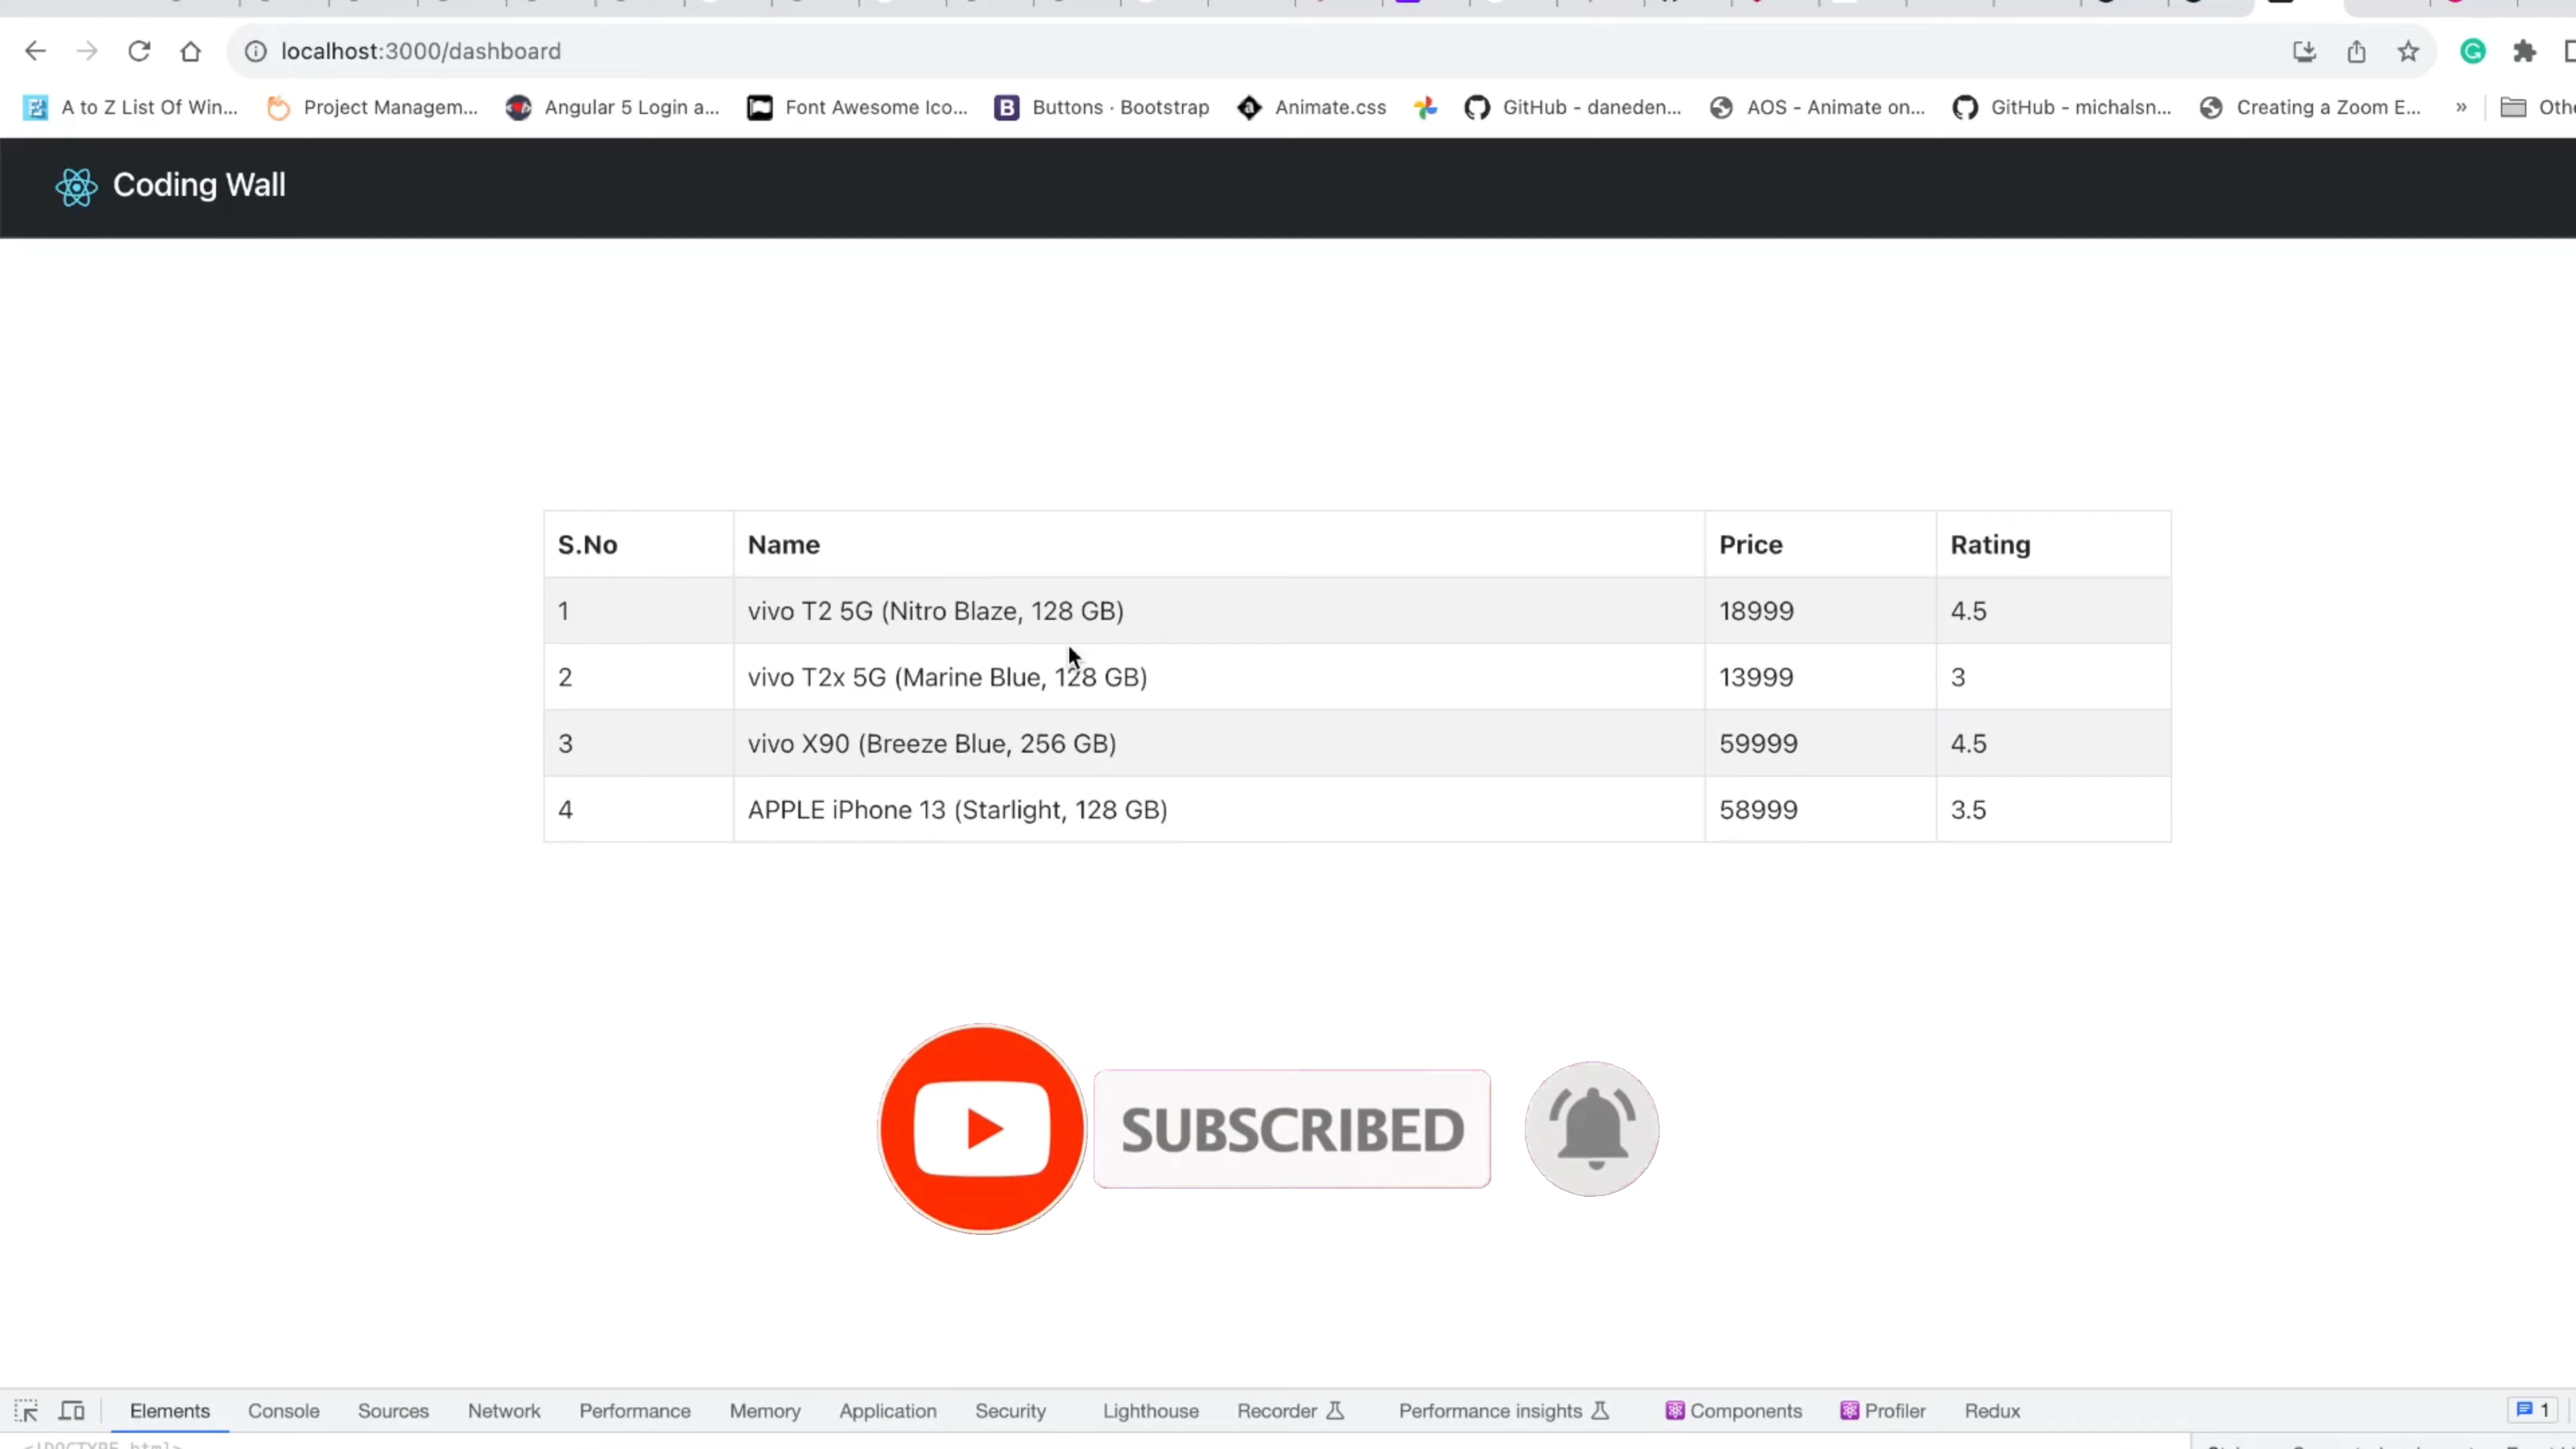 localhost:3000/dashboard
A to Z List Of Win... Project Managem... Angular 5 Login a... Font Awesome Ico... Buttons · Bootstrap Animate.css GitHub - daneden... AOS - Animate on... GitHub - michalsn... Creating a Zoom E... » Othe
Coding Wall
S.No Name Price Rating
1 vivo T2 5G (Nitro Blaze, 128 GB) 18999 4.5
2 vivo T2x 5G (Marine Blue, 128 GB) 13999 3
3 vivo X90 (Breeze Blue, 256 GB) 59999 4.5
4 APPLE iPhone 13 (Starlight, 128 GB) 58999 3.5
SUBSCRIBED
Elements Console Sources Network Performance Memory Application Security Lighthouse Recorder Performance insights Components Profiler Redux 1